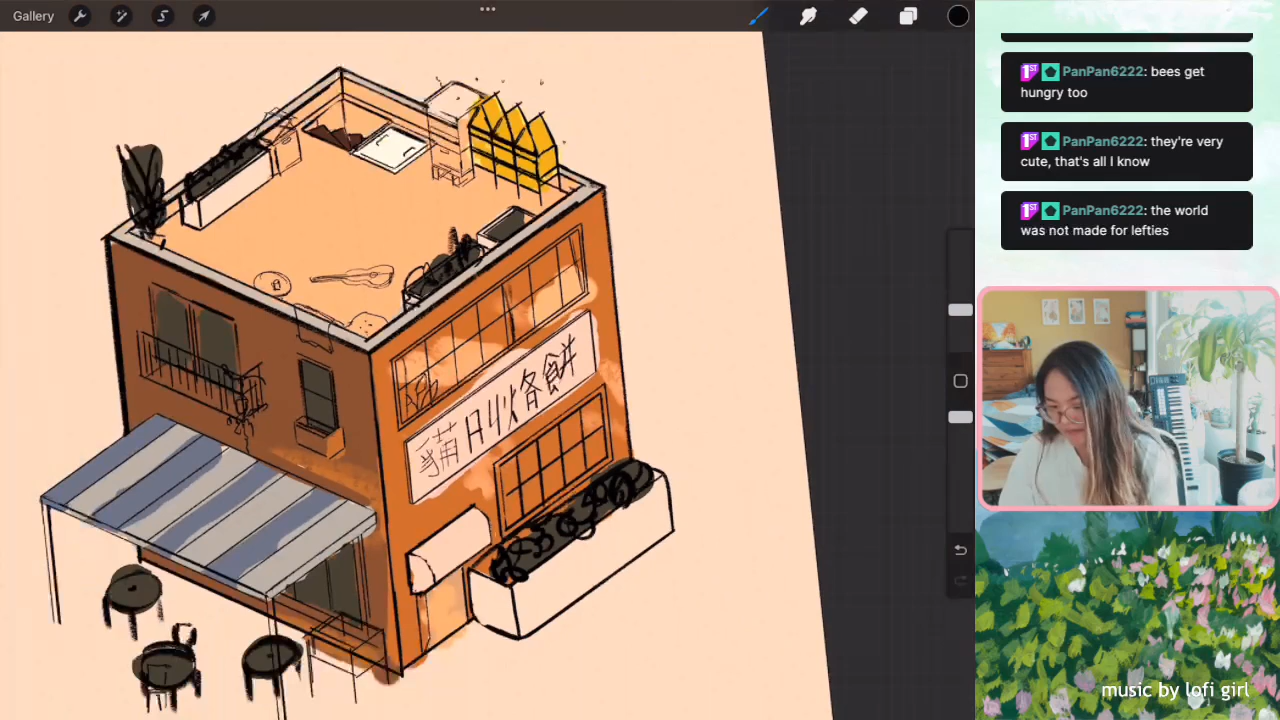 Gallery
PanPan6222: bees get
hungry too
PanPan6222: they're very
cute, that's all I know
PanPan6222: the world
was not made for lefties
music by lofi girl